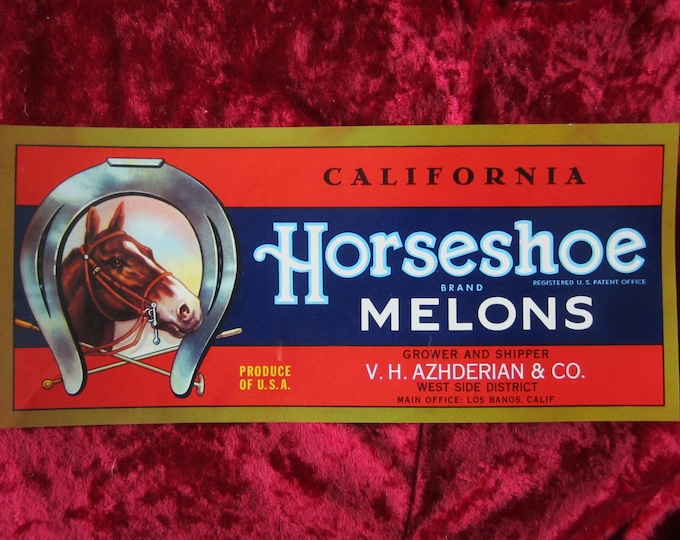 CALIFORNIA
Horseshoe
BRAND
REGISTERED U.S. PATENT OFFICE
MELONS
PRODUCE
OF U.S.A.
GROWER AND SHIPPER
V. H. AZHDERIAN & CO.
WEST SIDE DISTRICT
MAIN OFFICE: LOS BANOS, CALIF.